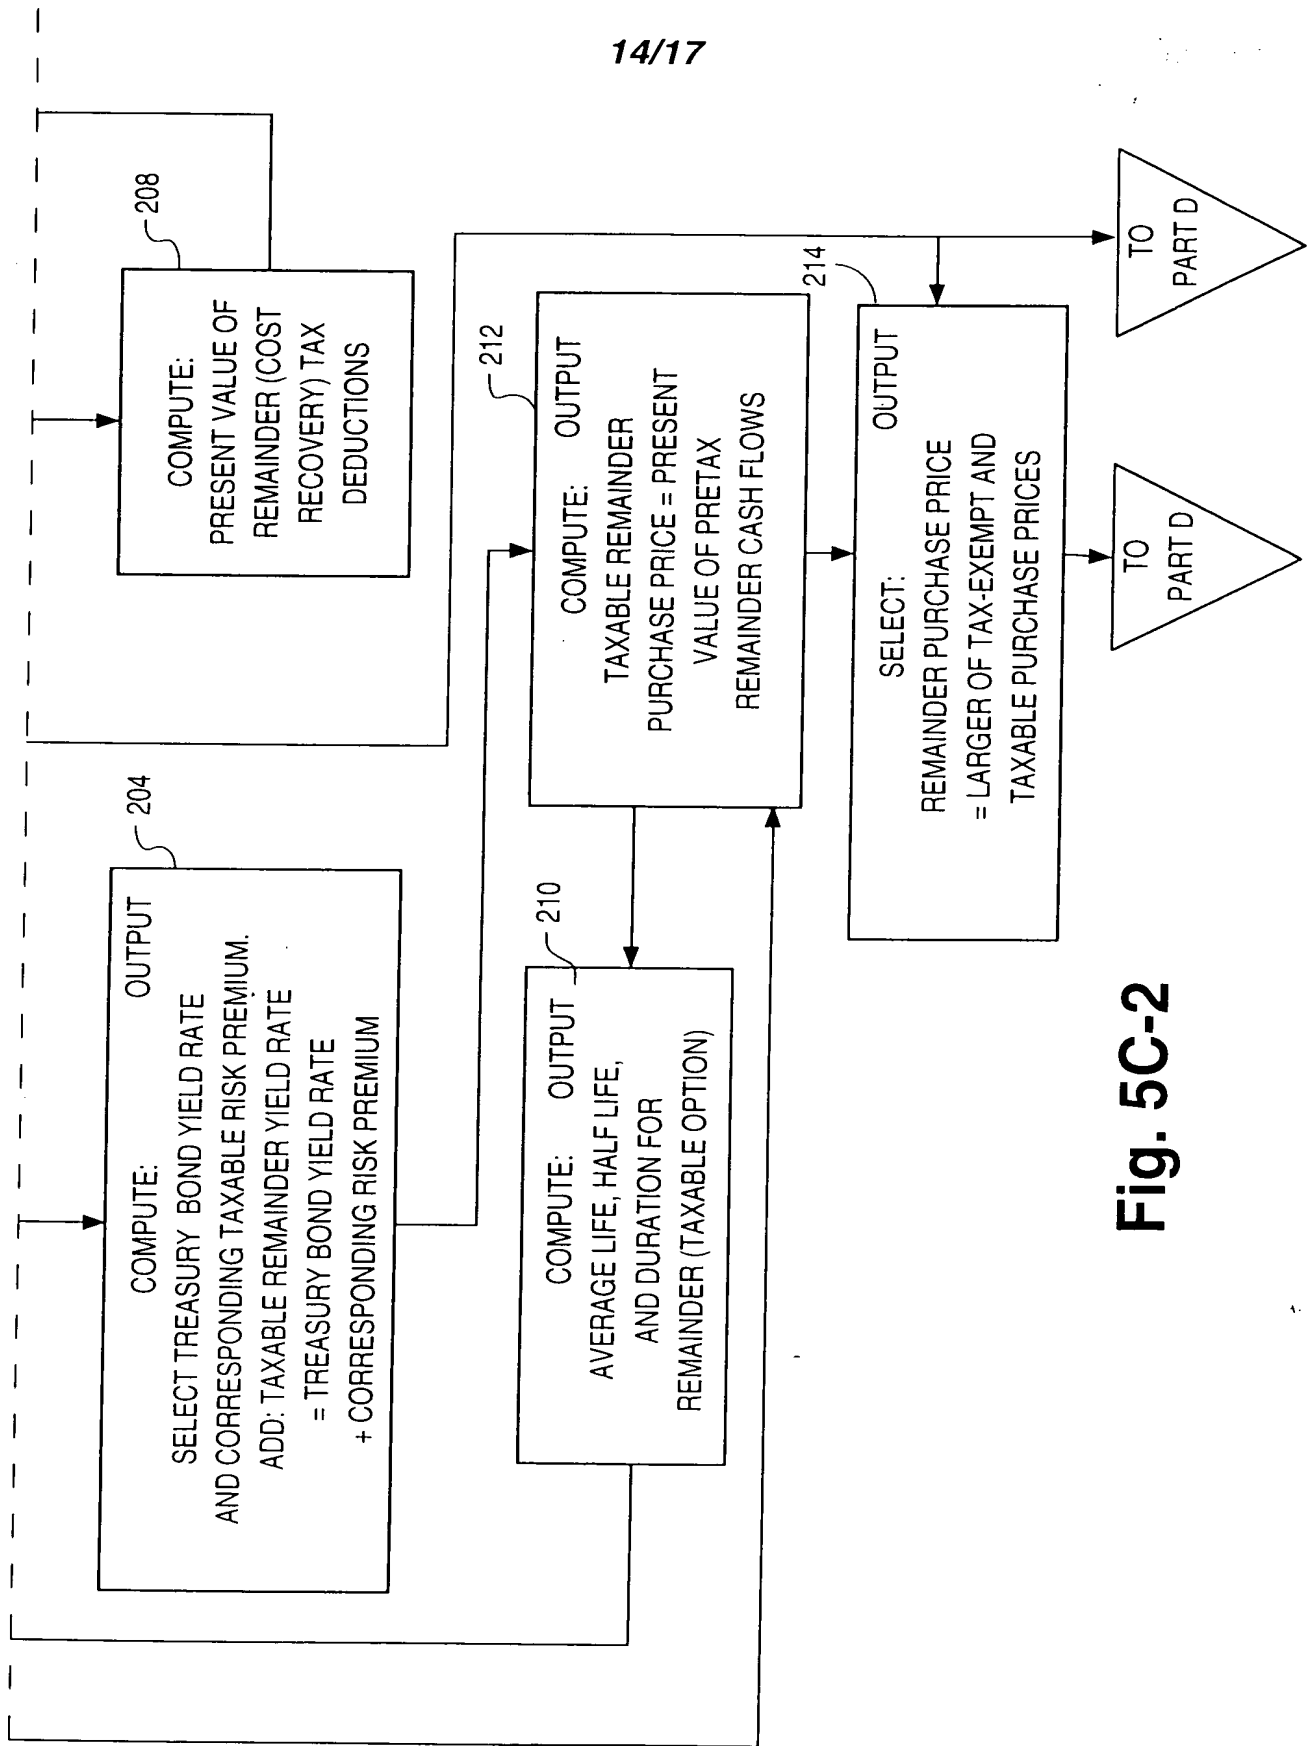 14/17
204
COMPUTE: OUTPUT
SELECT TREASURY BOND YIELD RATE
AND CORRESPONDING TAXABLE RISK PREMIUM.
ADD: TAXABLE REMAINDER YIELD RATE
= TREASURY BOND YIELD RATE
+ CORRESPONDING RISK PREMIUM
208
COMPUTE:
PRESENT VALUE OF
REMAINDER (COST
RECOVERY) TAX
DEDUCTIONS
210
COMPUTE: OUTPUT
AVERAGE LIFE, HALF LIFE,
AND DURATION FOR
REMAINDER (TAXABLE OPTION)
212
COMPUTE: OUTPUT
TAXABLE REMAINDER
PURCHASE PRICE = PRESENT
VALUE OF PRETAX
REMAINDER CASH FLOWS
214
SELECT: OUTPUT
REMAINDER PURCHASE PRICE
= LARGER OF TAX-EXEMPT AND
TAXABLE PURCHASE PRICES
TO
PART D
TO
PART D
Fig. 5C-2